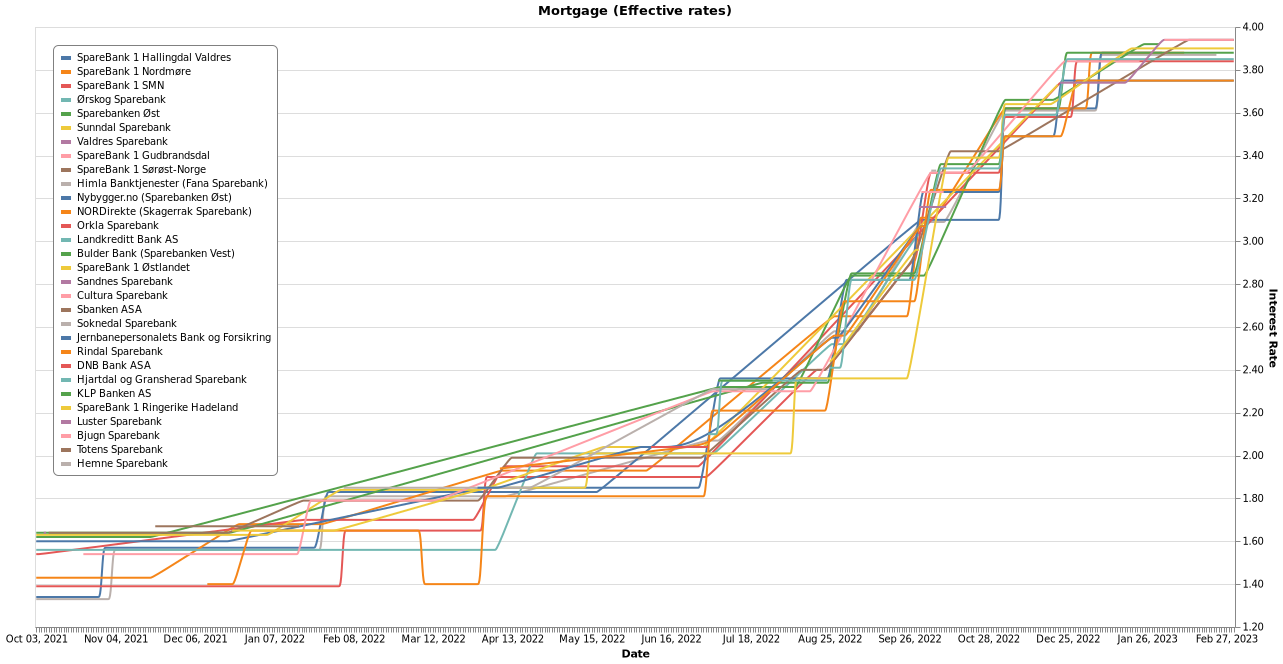 Mortgage (Effective rates)
SpareBank 1 Hallingdal Valdres
SpareBank 1 Nordmøre
SpareBank 1 SMN
Ørskog Sparebank
Sparebanken Øst
Sunndal Sparebank
Valdres Sparebank
SpareBank 1 Gudbrandsdal
SpareBank 1 Sørøst-Norge
Himla Banktjenester (Fana Sparebank)
Nybygger.no (Sparebanken Øst)
NORDirekte (Skagerrak Sparebank)
Orkla Sparebank
Landkreditt Bank AS
Bulder Bank (Sparebanken Vest)
SpareBank 1 Østlandet
Sandnes Sparebank
Cultura Sparebank
Sbanken ASA
Soknedal Sparebank
Jernbanepersonalets Bank og Forsikring
Rindal Sparebank
DNB Bank ASA
Hjartdal og Gransherad Sparebank
KLP Banken AS
SpareBank 1 Ringerike Hadeland
Luster Sparebank
Bjugn Sparebank
Totens Sparebank
Hemne Sparebank
4.00
3.80
3.60
3.40
3.20
3.00
2.80
2.60
2.40
2.20
2.00
1.80
1.60
1.40
1.20
Interest Rate
Oct 03, 2021 Nov 04, 2021 Dec 06, 2021 Jan 07, 2022 Feb 08, 2022 Mar 12, 2022 Apr 13, 2022 May 15, 2022 Jun 16, 2022 Jul 18, 2022 Aug 25, 2022 Sep 26, 2022 Oct 28, 2022 Dec 25, 2022 Jan 26, 2023 Feb 27, 2023
Date